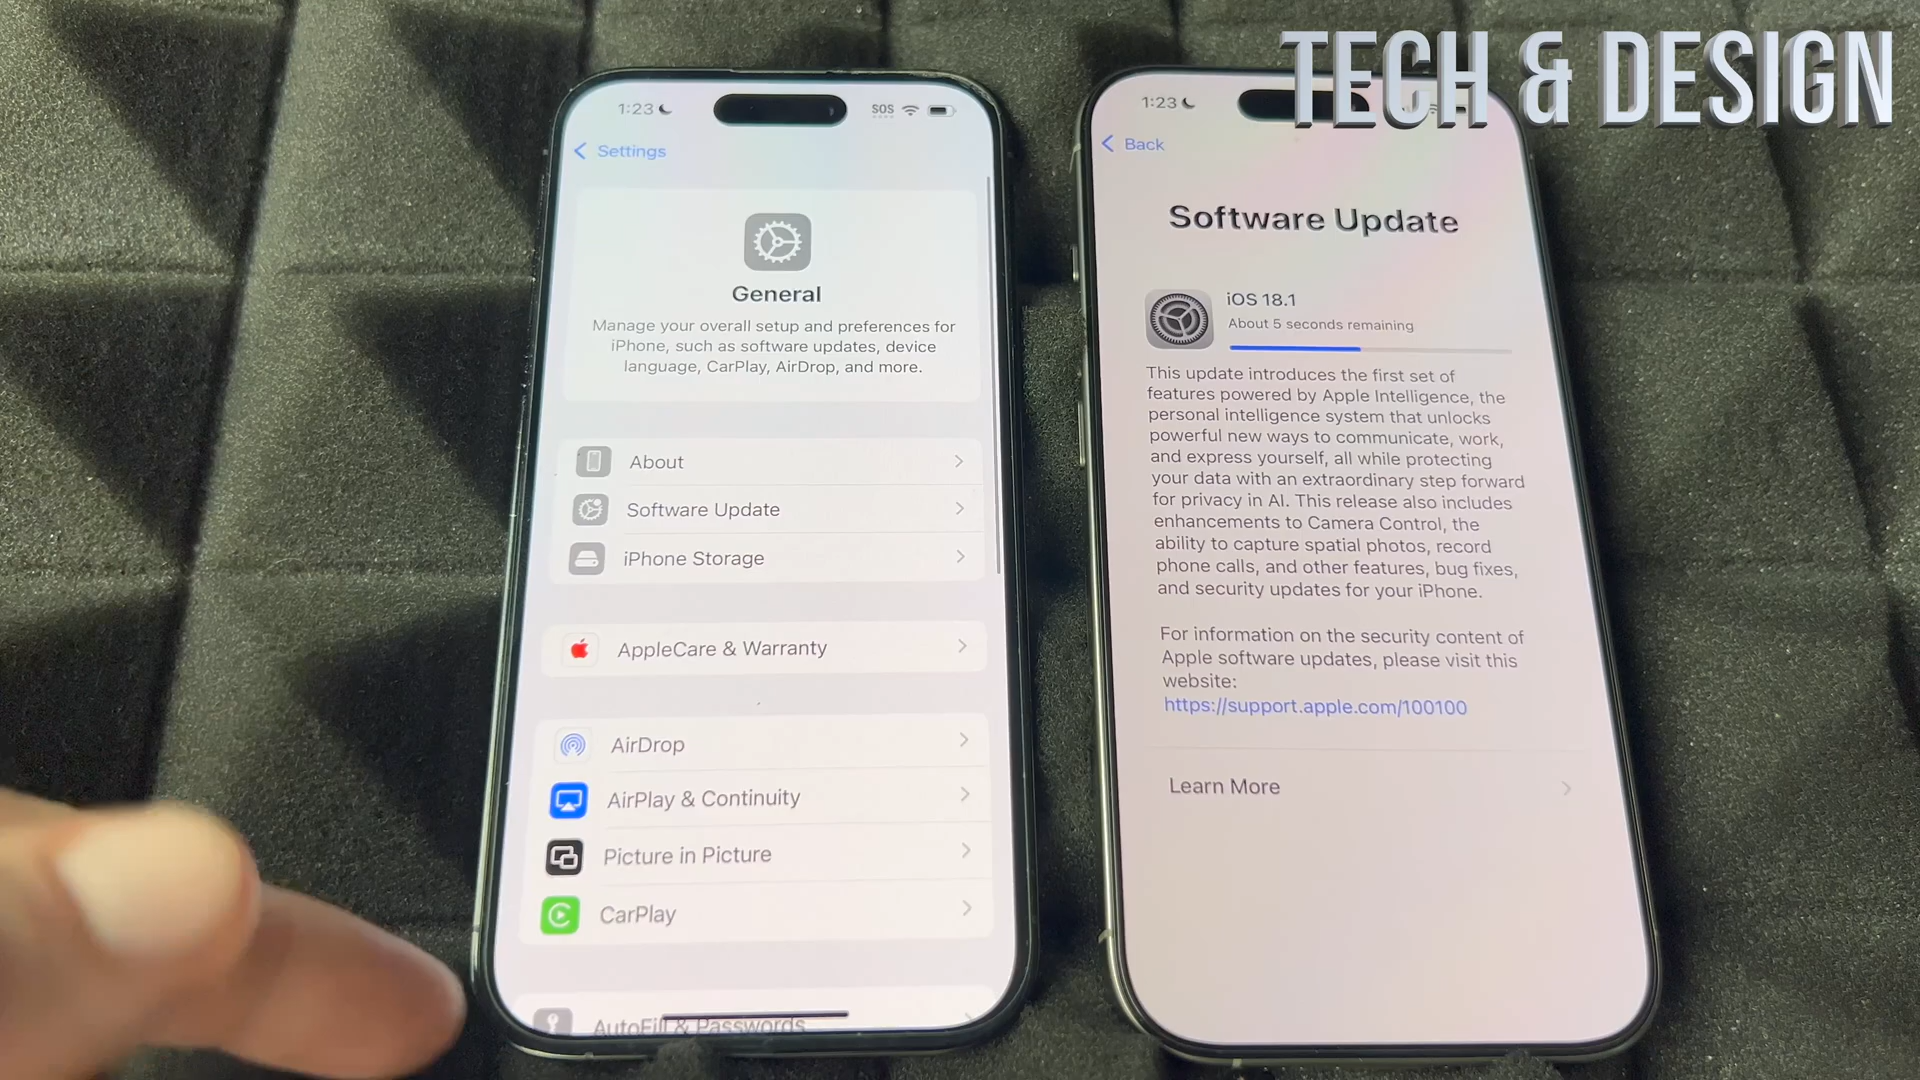 TECH & DESIGN
1:23
SOS
Settings
General
Manage your overall setup and preferences for
iPhone, such as software updates, device
language, CarPlay, AirDrop, and more.
About
Software Update
iPhone Storage
AppleCare & Warranty
AirDrop
AirPlay & Continuity
Picture in Picture
CarPlay
AutoFill & Passwords
1:23
Back
Software Update
iOS 18.1
About 5 seconds remaining
This update introduces the first set of
features powered by Apple Intelligence, the
personal intelligence system that unlocks
powerful new ways to communicate, work,
and express yourself, all while protecting
your data with an extraordinary step forward
for privacy in AI. This release also includes
enhancements to Camera Control, the
ability to capture spatial photos, record
phone calls, and other features, bug fixes,
and security updates for your iPhone.
For information on the security content of
Apple software updates, please visit this
website:
https://support.apple.com/100100
Learn More